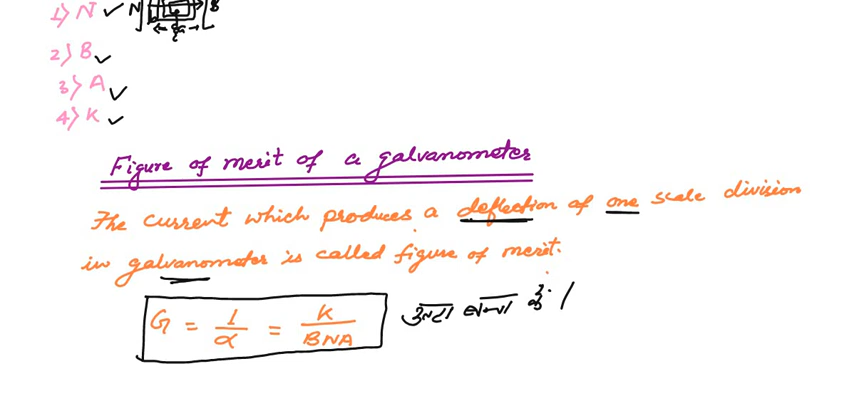 1) N ✓ N S
2) B ✓
3) A ✓
4) K ✓
Figure of merit of a galvanometer
The current which produces a deflection of one scale division
in galvanometer is called figure of merit.
G = 1/α = K/BNA